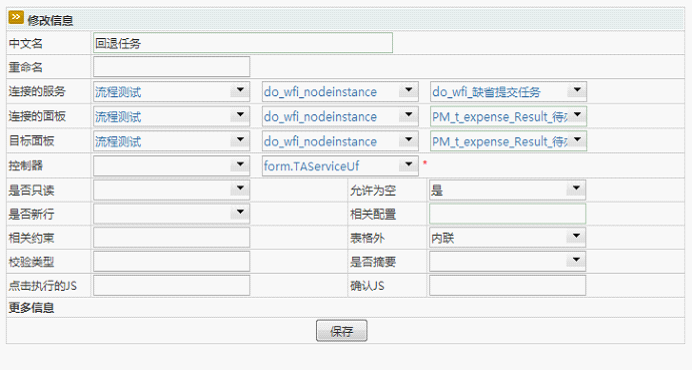 修改信息
中文名 回退任务
重命名
连接的服务 流程测试 do_wfi_nodeinstance do_wfi_缺省提交任务
连接的面板 流程测试 do_wfi_nodeinstance PM_t_expense_Result_待
目标面板 流程测试 do_wfi_nodeinstance PM_t_expense_Result_待
控制器 form.TAServiceUf *
是否只读 允许为空 是
是否新行 相关配置
相关约束 表格外 内联
校验类型 是否摘要
点击执行的JS 确认JS
更多信息
保存